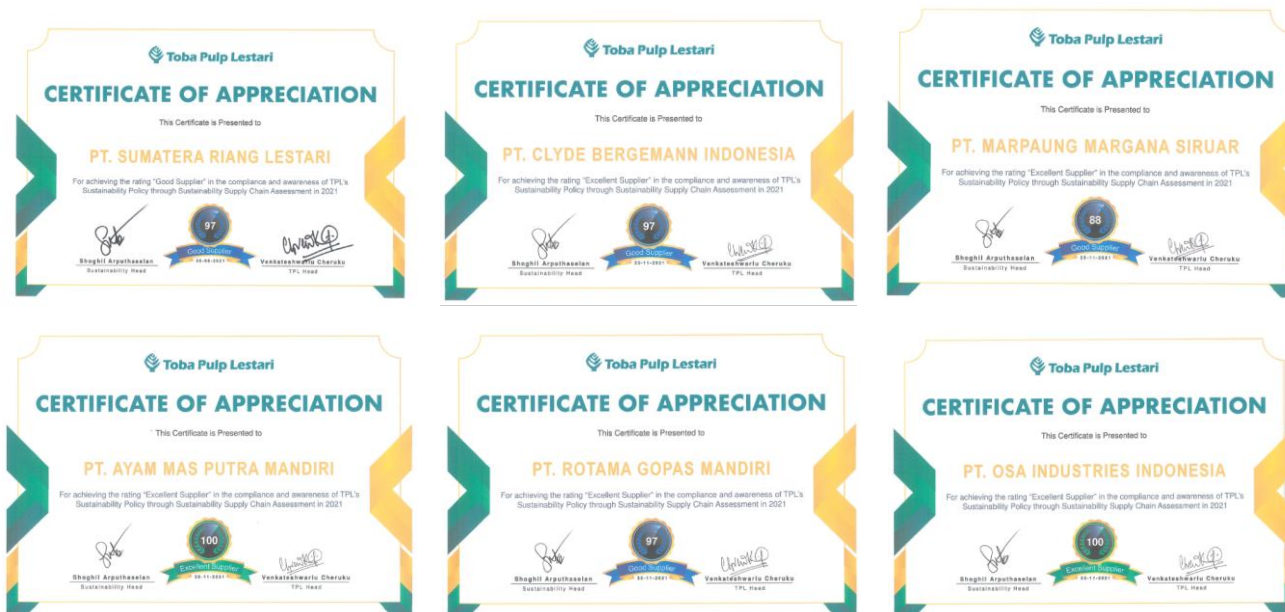 Toba Pulp Lestari
CERTIFICATE OF APPRECIATION
This Certificate is Presented to
PT. SUMATERA RIANG LESTARI
For achieving the rating "Good Supplier" in the compliance and awareness of TPL's
Sustainability Policy through Sustainability Supply Chain Assessment in 2021
97
Good Supplier
Shoghil Arputhaselan
Sustainability Head
Venkateshwarlu Cheruku
TPL Head
Toba Pulp Lestari
CERTIFICATE OF APPRECIATION
This Certificate is Presented to
PT. CLYDE BERGEMANN INDONESIA
For achieving the rating "Excellent Supplier" in the compliance and awareness of TPL's
Sustainability Policy through Sustainability Supply Chain Assessment in 2021
97
Good Supplier
Shoghil Arputhaselan
Sustainability Head
Venkateshwarlu Cheruku
TPL Head
Toba Pulp Lestari
CERTIFICATE OF APPRECIATION
This Certificate is Presented to
PT. MARPAUNG MARGANA SIRUAR
For achieving the rating "Excellent Supplier" in the compliance and awareness of TPL's
Sustainability Policy through Sustainability Supply Chain Assessment in 2021
88
Good Supplier
Shoghil Arputhaselan
Sustainability Head
Venkateshwarlu Cheruku
TPL Head
Toba Pulp Lestari
CERTIFICATE OF APPRECIATION
This Certificate is Presented to
PT. AYAM MAS PUTRA MANDIRI
For achieving the rating "Excellent Supplier" in the compliance and awareness of TPL's
Sustainability Policy through Sustainability Supply Chain Assessment in 2021
100
Excellent Supplier
Shoghil Arputhaselan
Sustainability Head
Venkateshwarlu Cheruku
TPL Head
Toba Pulp Lestari
CERTIFICATE OF APPRECIATION
This Certificate is Presented to
PT. ROTAMA GOPAS MANDIRI
For achieving the rating "Excellent Supplier" in the compliance and awareness of TPL's
Sustainability Policy through Sustainability Supply Chain Assessment in 2021
97
Good Supplier
Shoghil Arputhaselan
Sustainability Head
Venkateshwarlu Cheruku
TPL Head
Toba Pulp Lestari
CERTIFICATE OF APPRECIATION
This Certificate is Presented to
PT. OSA INDUSTRIES INDONESIA
For achieving the rating "Excellent Supplier" in the compliance and awareness of TPL's
Sustainability Policy through Sustainability Supply Chain Assessment in 2021
100
Excellent Supplier
Shoghil Arputhaselan
Sustainability Head
Venkateshwarlu Cheruku
TPL Head